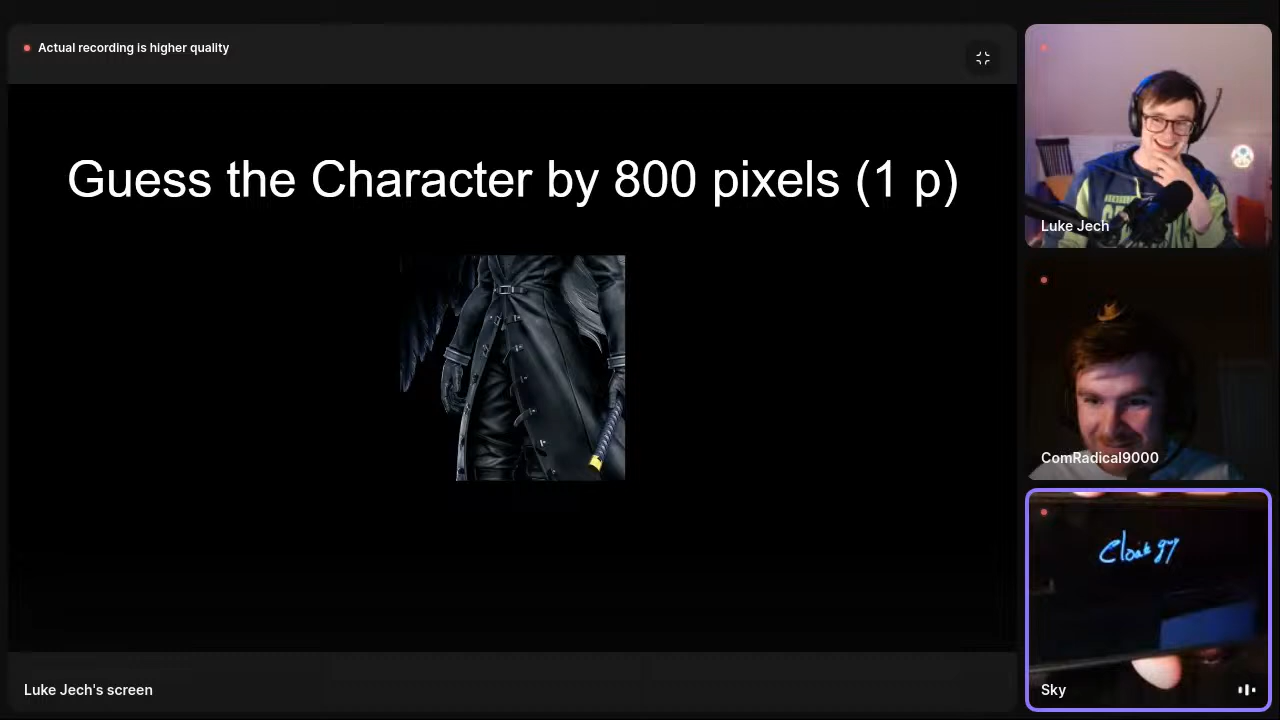 Actual recording is higher quality
Guess the Character by 800 pixels (1 p)
Luke Jech
ComRadical9000
Cloak guy
Sky
Luke Jech's screen